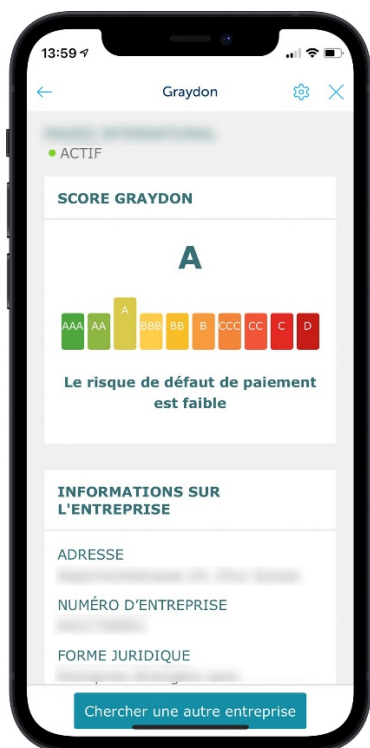 13:59
Graydon
ACTIF
SCORE GRAYDON
A
AAA AA A BBB BB B CCC CC C D
Le risque de défaut de paiement
est faible
INFORMATIONS SUR
L'ENTREPRISE
ADRESSE
NUMÉRO D’ENTREPRISE
FORME JURIDIQUE
Chercher une autre entreprise